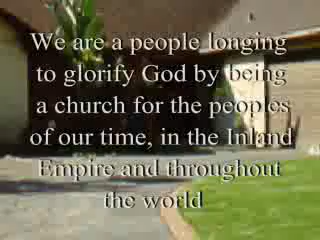 We are a people longing
to glorify God by being
a church for the peoples
of our time, in the Inland
Empire and throughout
the world